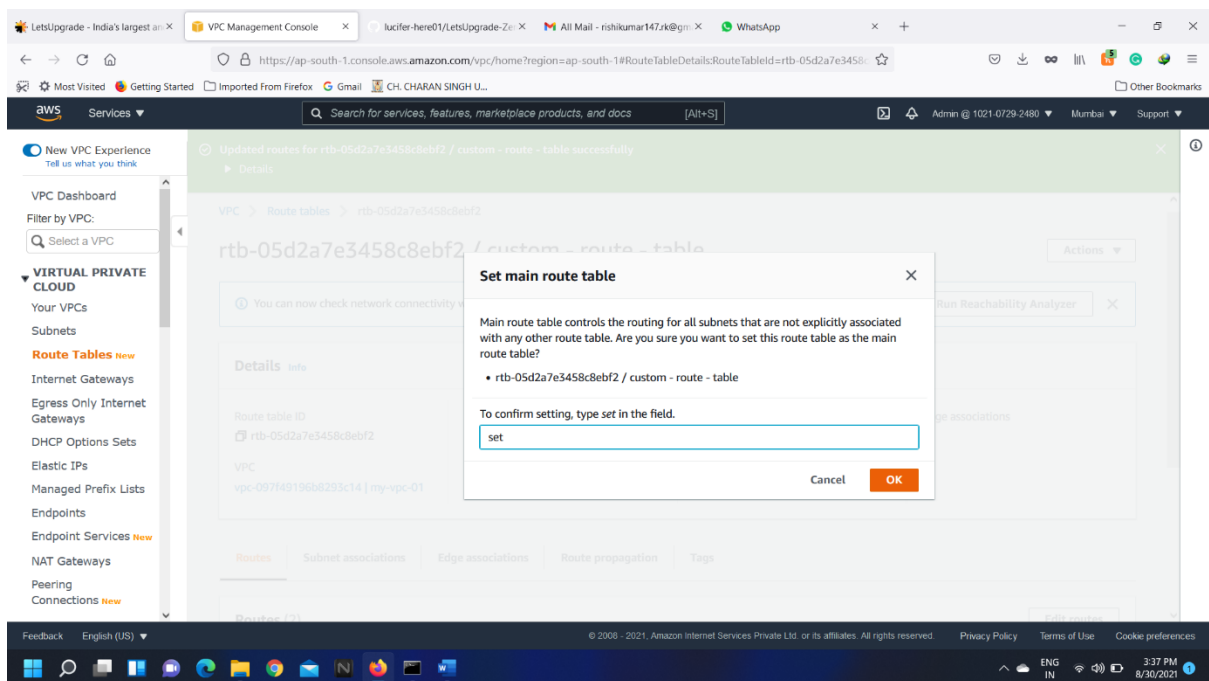 LetsUpgrade - India's largest an
VPC Management Console
lucifer-here01/LetsUpgrade-Ze
All Mail - rishikumar147.rk@gm
WhatsApp
https://ap-south-1.console.aws.amazon.com/vpc/home?region=ap-south-1#RouteTableDetails:RouteTableId=rtb-05d2a7e3458c
Most Visited
Getting Started
Imported From Firefox
Gmail
CH. CHARAN SINGH U...
Other Bookmarks
aws
Services
Search for services, features, marketplace products, and docs
[Alt+S]
Admin @ 1021-0729-2480
Mumbai
Support
New VPC Experience
Tell us what you think
VPC Dashboard
Filter by VPC:
Select a VPC
VIRTUAL PRIVATE
CLOUD
Your VPCs
Subnets
Route Tables New
Internet Gateways
Egress Only Internet
Gateways
DHCP Options Sets
Elastic IPs
Managed Prefix Lists
Endpoints
Endpoint Services New
NAT Gateways
Peering
Connections New
Updated routes for rtb-05d2a7e3458c8ebf2 / custom - route - table successfully
Details
VPC > Route tables > rtb-05d2a7e3458c8ebf2
rtb-05d2a7e3458c8ebf2 / custom - route - table
Actions
You can now check network connectivity
Run Reachability Analyzer
Details Info
Route table ID
rtb-05d2a7e3458c8ebf2
VPC
vpc-097f49196b8293c14 | my-vpc-01
ge associations
Set main route table
Main route table controls the routing for all subnets that are not explicitly associated
with any other route table. Are you sure you want to set this route table as the main
route table?
• rtb-05d2a7e3458c8ebf2 / custom - route - table
To confirm setting, type set in the field.
set
Cancel
OK
Routes
Subnet associations
Edge associations
Route propagation
Tags
Routes (2)
Edit routes
Feedback
English (US)
© 2008 - 2021, Amazon Internet Services Private Ltd. or its affiliates. All rights reserved.
Privacy Policy
Terms of Use
Cookie preferences
ENG
IN
3:37 PM
8/30/2021
1